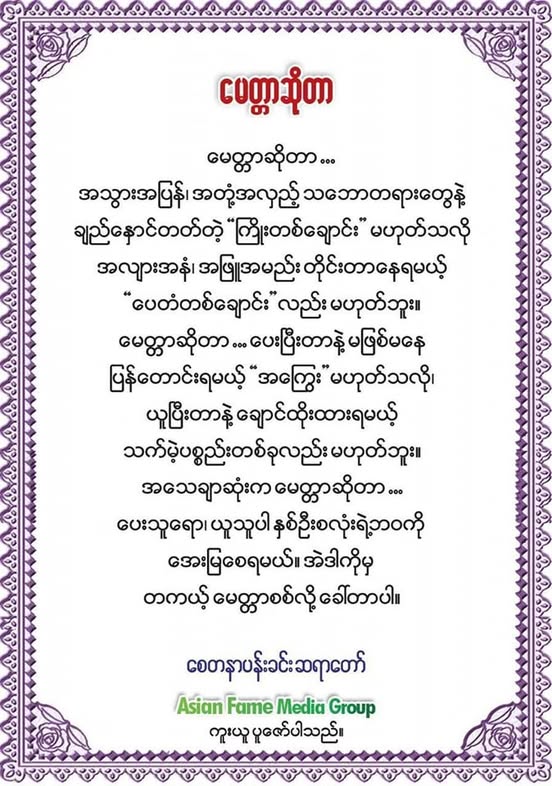 မေတ္တာဆိုတာ
မေတ္တာဆိုတာ ...
အသွားအပြန်၊ အတုံ့အလှည့် သဘောတရားတွေနဲ့
ချည်နှောင်တတ်တဲ့ “ကြိုးတစ်ချောင်း” မဟုတ်သလို
အလျားအနံ၊ အဖြူအမည်း တိုင်းတာနေရမယ့်
“ပေတံတစ်ချောင်း”လည်း မဟုတ်ဘူး။
မေတ္တာဆိုတာ ... ပေးပြီးတာနဲ့ မဖြစ်မနေ
ပြန်တောင်းရမယ့် “အကြွေး”မဟုတ်သလို၊
ယူပြီးတာနဲ့ ချောင်ထိုးထားရမယ့်
သက်မဲ့ပစ္စည်းတစ်ခုလည်း မဟုတ်ဘူး။
အသေချာဆုံးက မေတ္တာဆိုတာ ...
ပေးသူရော၊ ယူသူပါ နှစ်ဦးစလုံးရဲ့ဘဝကို
အေးမြစေရမယ်။ အဲဒါကိုမှ
တကယ့် မေတ္တာစစ်လို့ ခေါ်တာပါ။
စေတနာပန်းခင်းဆရာတော်
Asian Fame Media Group
ကူးယူ ပူဇော်ပါသည်။